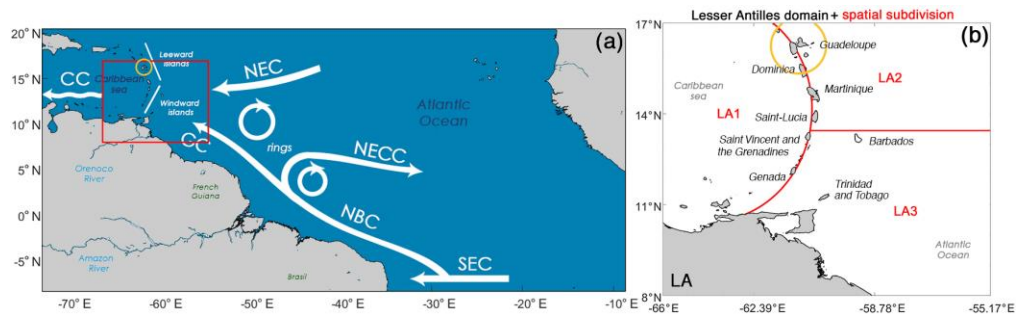 (a)
20° N
15° N
10° N
5° N
0° N
-5° N
-70° E
-60° E
-50° E
-40° E
-30° E
-20° E
-10° E
Leeward
islands
Caribbean
sea
CC
NEC
Windward
islands
Atlantic
Ocean
GC
rings
NECC
Orenoco
River
French
Guiana
NBC
SEC
Amazon
River
Brasil
Lesser Antilles domain + spatial subdivision
(b)
17°N
11°N
8°N
-66°E
-62.39°E
-58.78°E
-55.17°E
Guadeloupe
Dominica
LA2
Caribbean
sea
Martinique
LA1
Saint-Lucia
Saint Vincent and
the Grenadines
Barbados
Genada
Trinidad
and Tobago
LA3
Atlantic
Ocean
LA